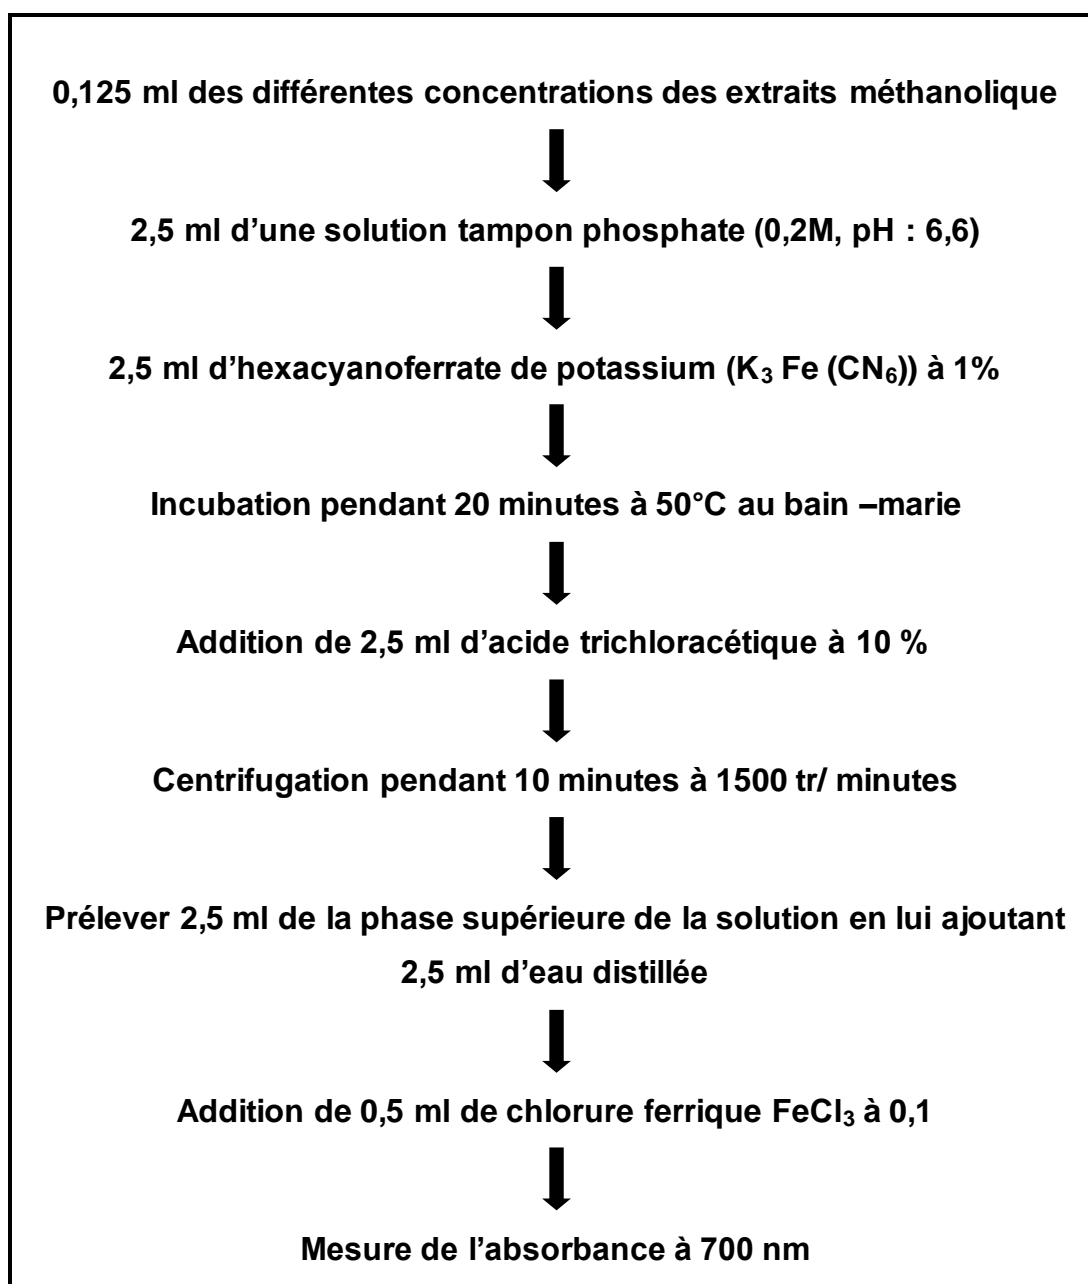 0,125 ml des différentes concentrations des extraits méthanolique
2,5 ml d’une solution tampon phosphate (0,2M, pH : 6,6)
2,5 ml d’hexacyanoferrate de potassium (K₃ Fe (CN₆)) à 1%
Incubation pendant 20 minutes à 50°C au bain –marie
Addition de 2,5 ml d’acide trichloracétique à 10 %
Centrifugation pendant 10 minutes à 1500 tr/ minutes
Prélever 2,5 ml de la phase supérieure de la solution en lui ajoutant
2,5 ml d’eau distillée
Addition de 0,5 ml de chlorure ferrique FeCl₃ à 0,1
Mesure de l’absorbance à 700 nm